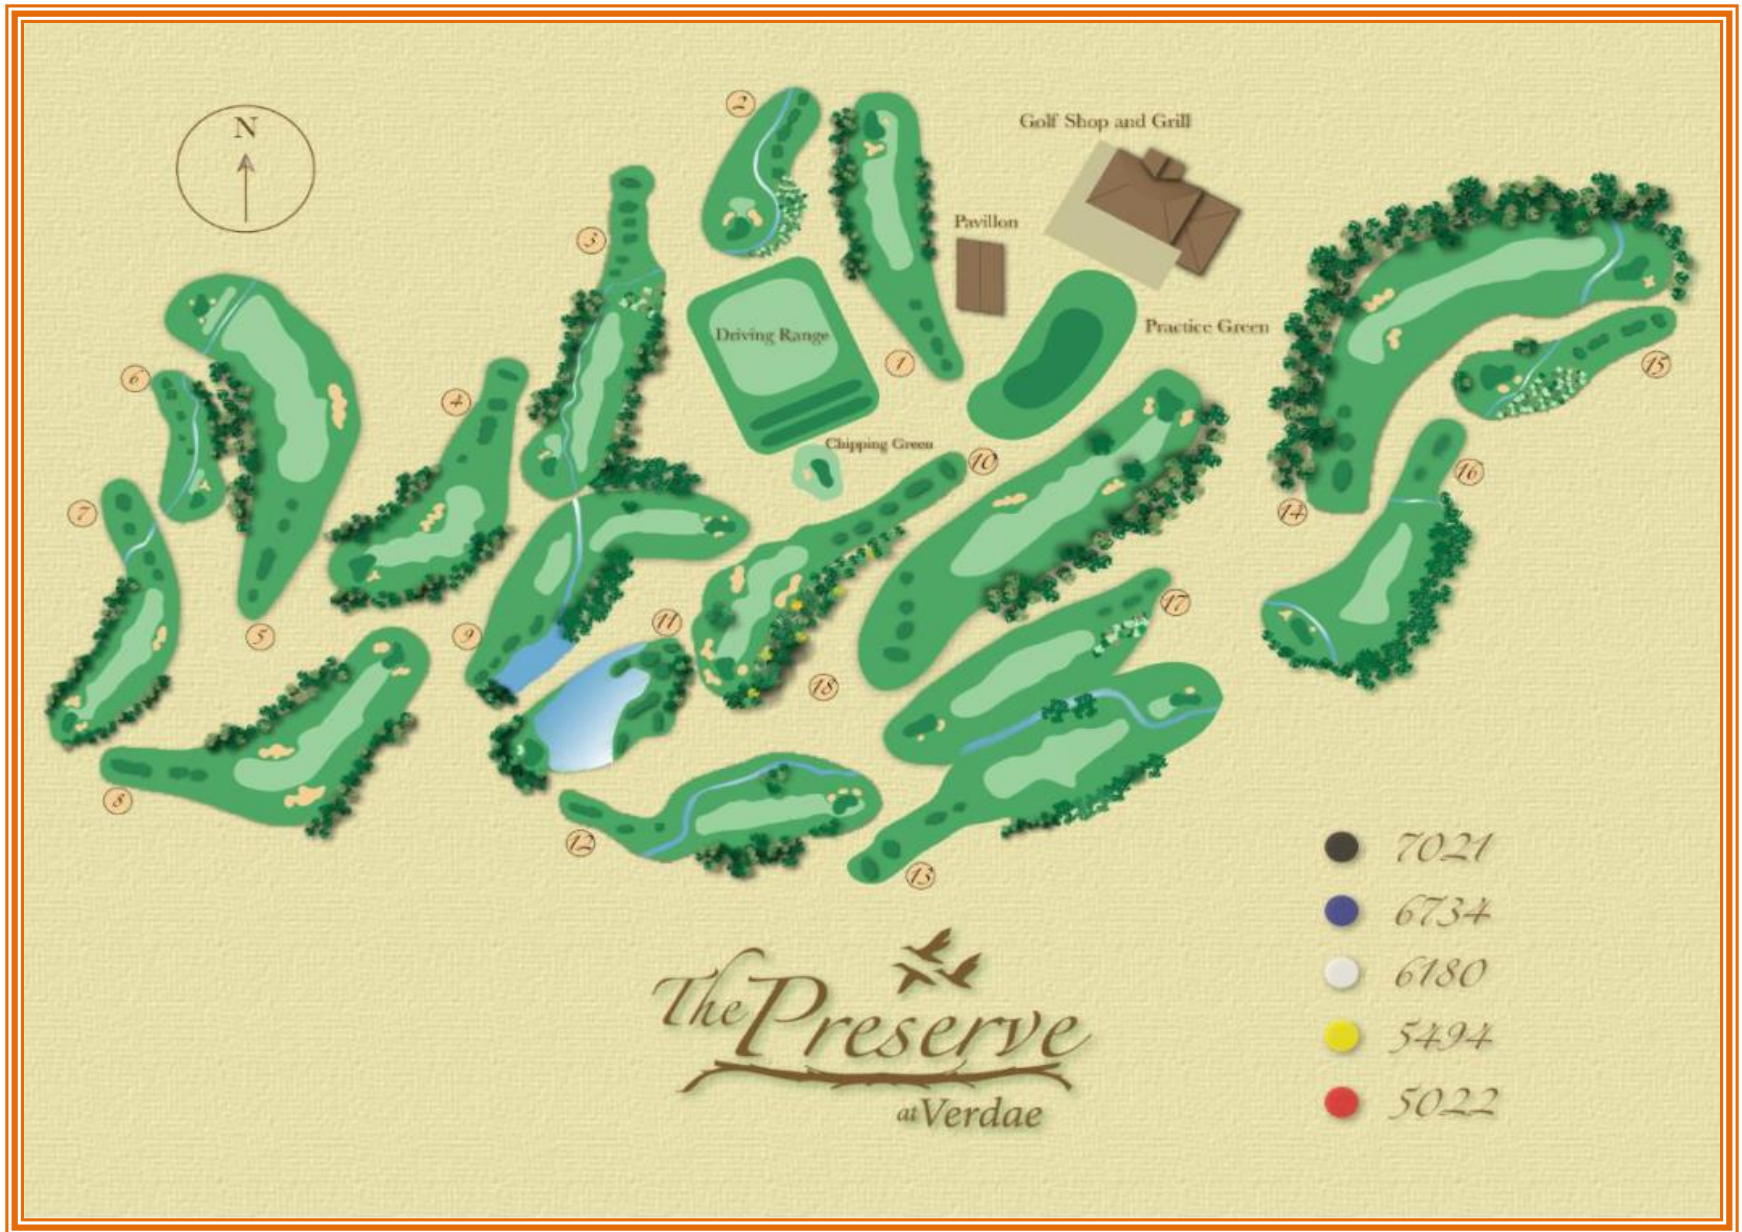 N
2
Golf Shop and Grill
3
Pavillon
Driving Range
Practice Green
1
15
6
4
Chipping Green
10
16
7
14
17
5
9
11
18
8
12
13
7021
6734
6180
5494
5022
The Preserve
at Verdae